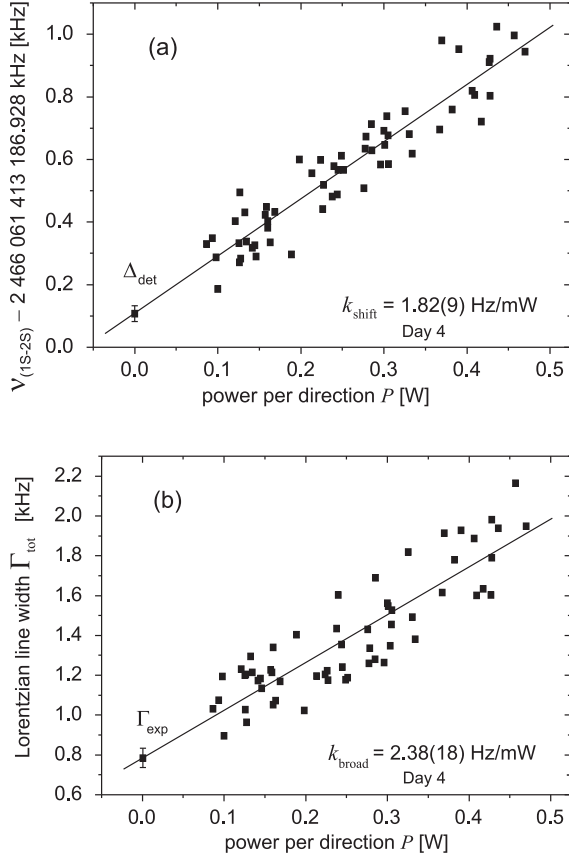 ν(1S-2S) − 2 466 061 413 186.928 kHz [kHz]
1.0
0.8
0.6
0.4
0.2
0.0
(a)
Δdet
kshift = 1.82(9) Hz/mW
Day 4
0.0 0.1 0.2 0.3 0.4 0.5
power per direction P [W]
Lorentzian line width Γtot [kHz]
2.2
2.0
1.8
1.6
1.4
1.2
1.0
0.8
0.6
(b)
Γexp
kbroad = 2.38(18) Hz/mW
Day 4
0.0 0.1 0.2 0.3 0.4 0.5
power per direction P [W]